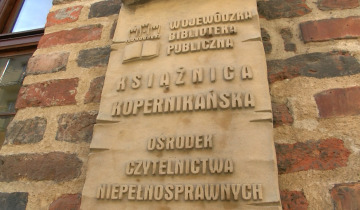 WOJEWÓDZKA
BIBLIOTEKA
PUBLICZNA
KSIĄŻNICA
KOPERNIKAŃSKA
OŚRODEK
CZYTELNICTWA
NIEPEŁNOSPRAWNYCH